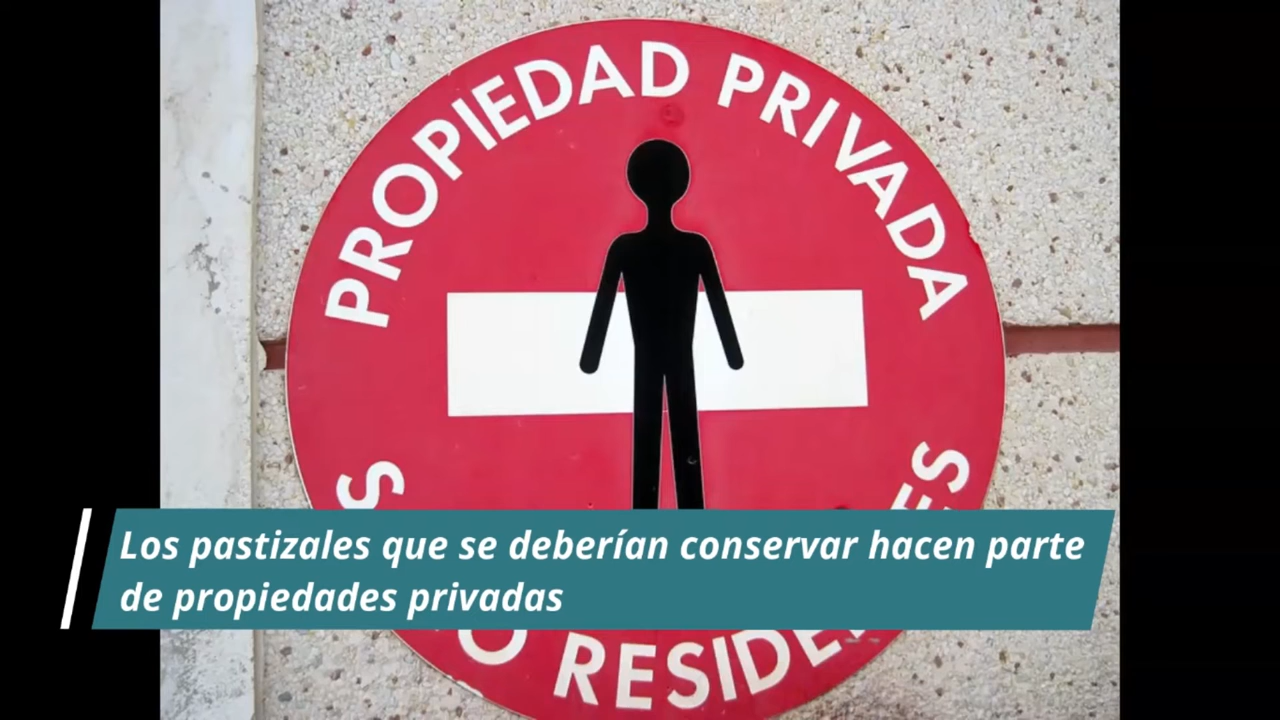 PROPIEDAD PRIVADA
Los pastizales que se deberían conservar hacen parte
de propiedades privadas